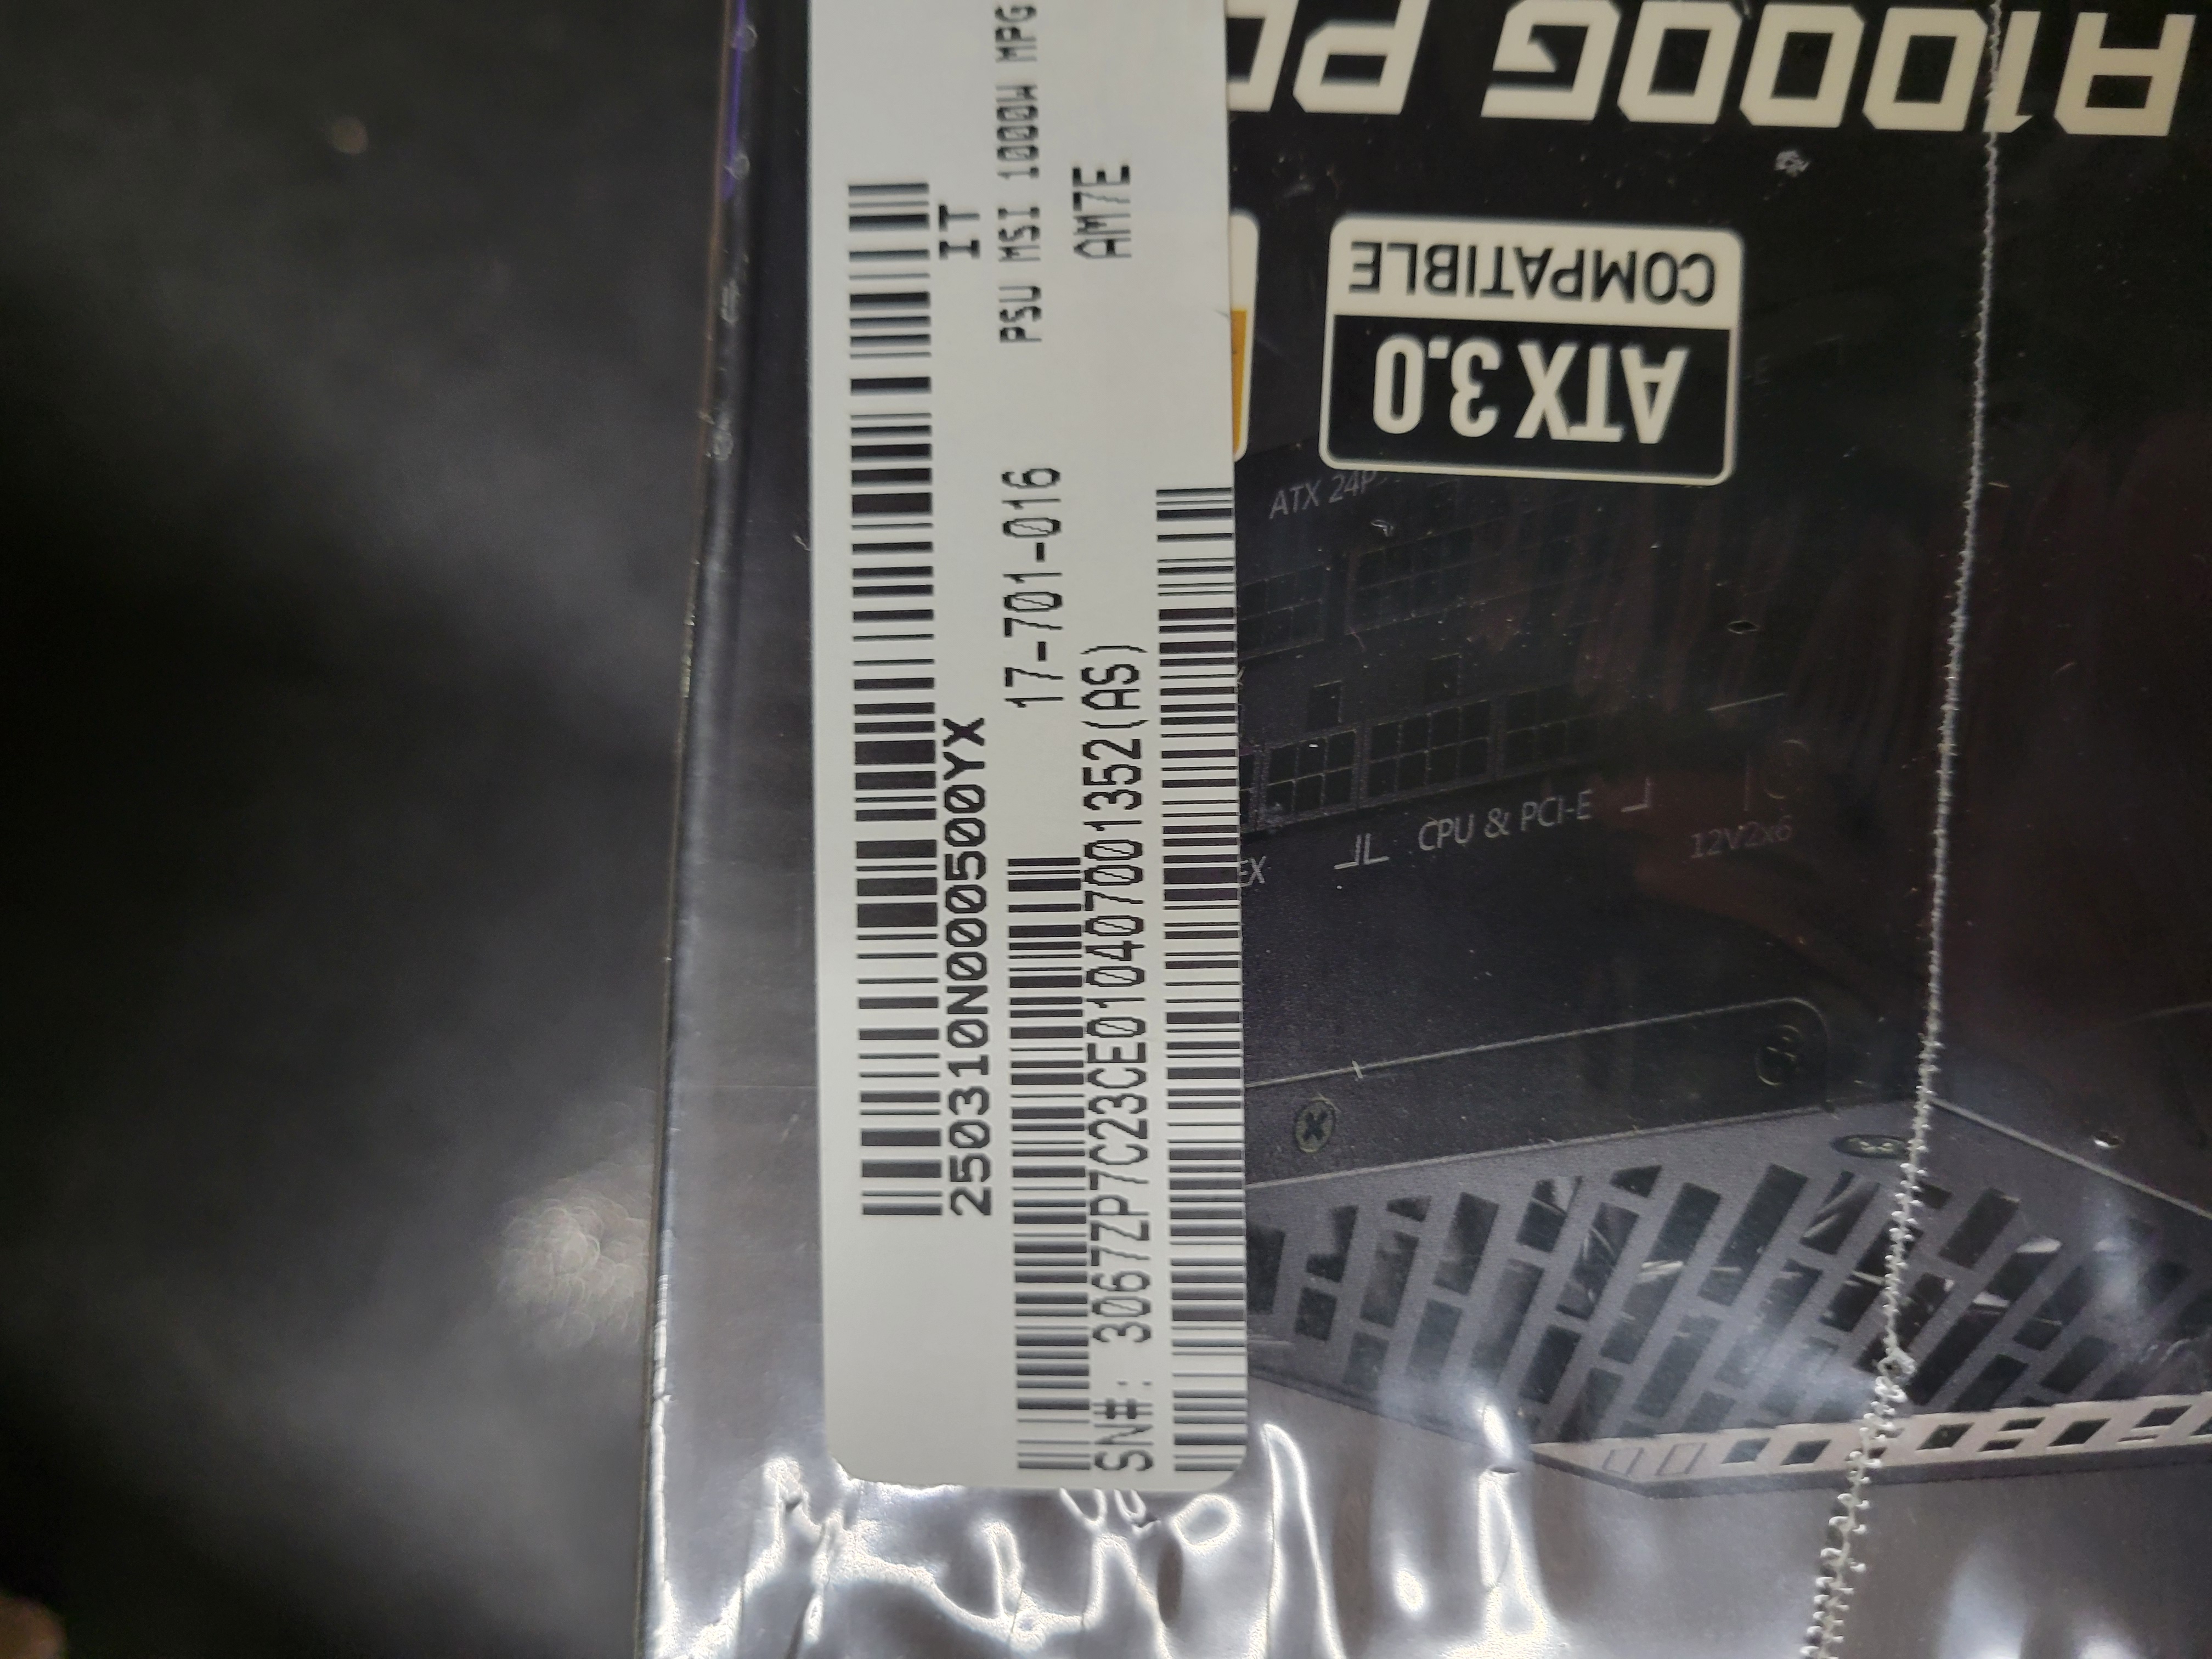 IT
250310N000500YX
PSU MSI 1000W MPG
17-701-016
AM7E
SN#: 3067ZP7C23CE010407001352(AS)
A1000G PC
ATX 3.0
COMPATIBLE
ATX 24P
CPU & PCI-E
12V2x6